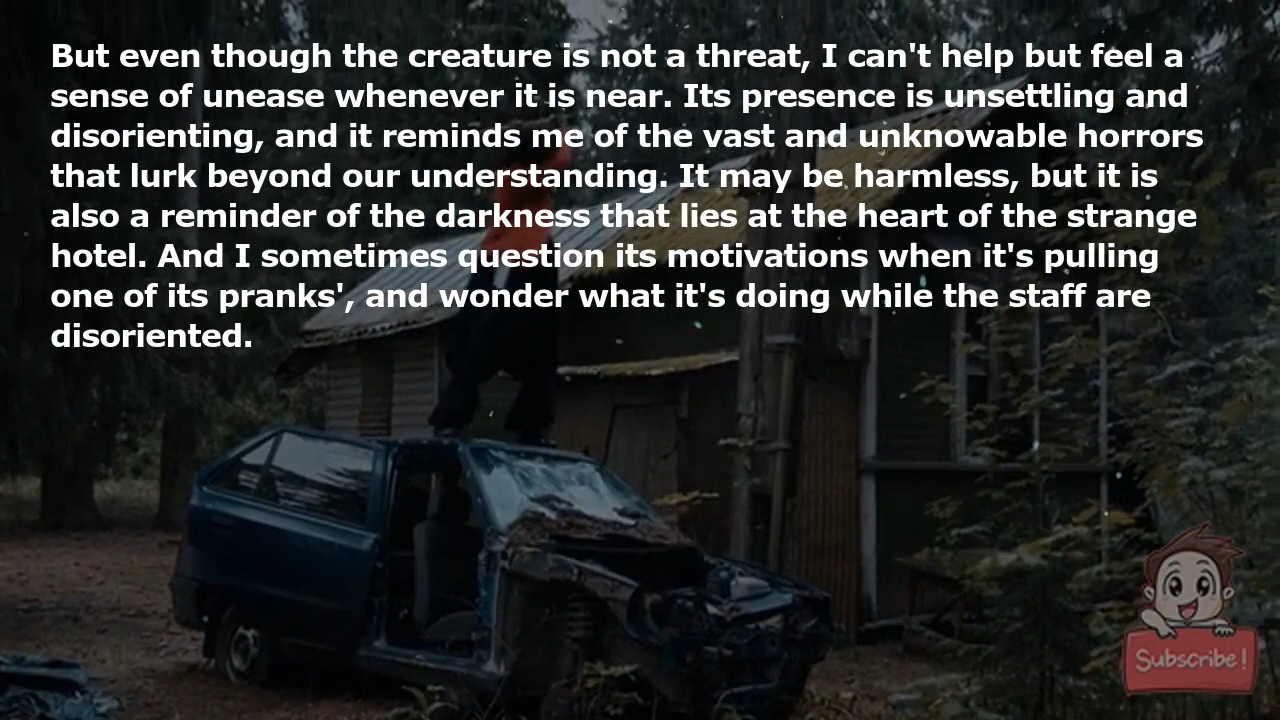 But even though the creature is not a threat, I can't help but feel a
sense of unease whenever it is near. Its presence is unsettling and
disorienting, and it reminds me of the vast and unknowable horrors
that lurk beyond our understanding. It may be harmless, but it is
also a reminder of the darkness that lies at the heart of the strange
hotel. And I sometimes question its motivations when it's pulling
one of its pranks', and wonder what it's doing while the staff are
disoriented.
Subscribe!